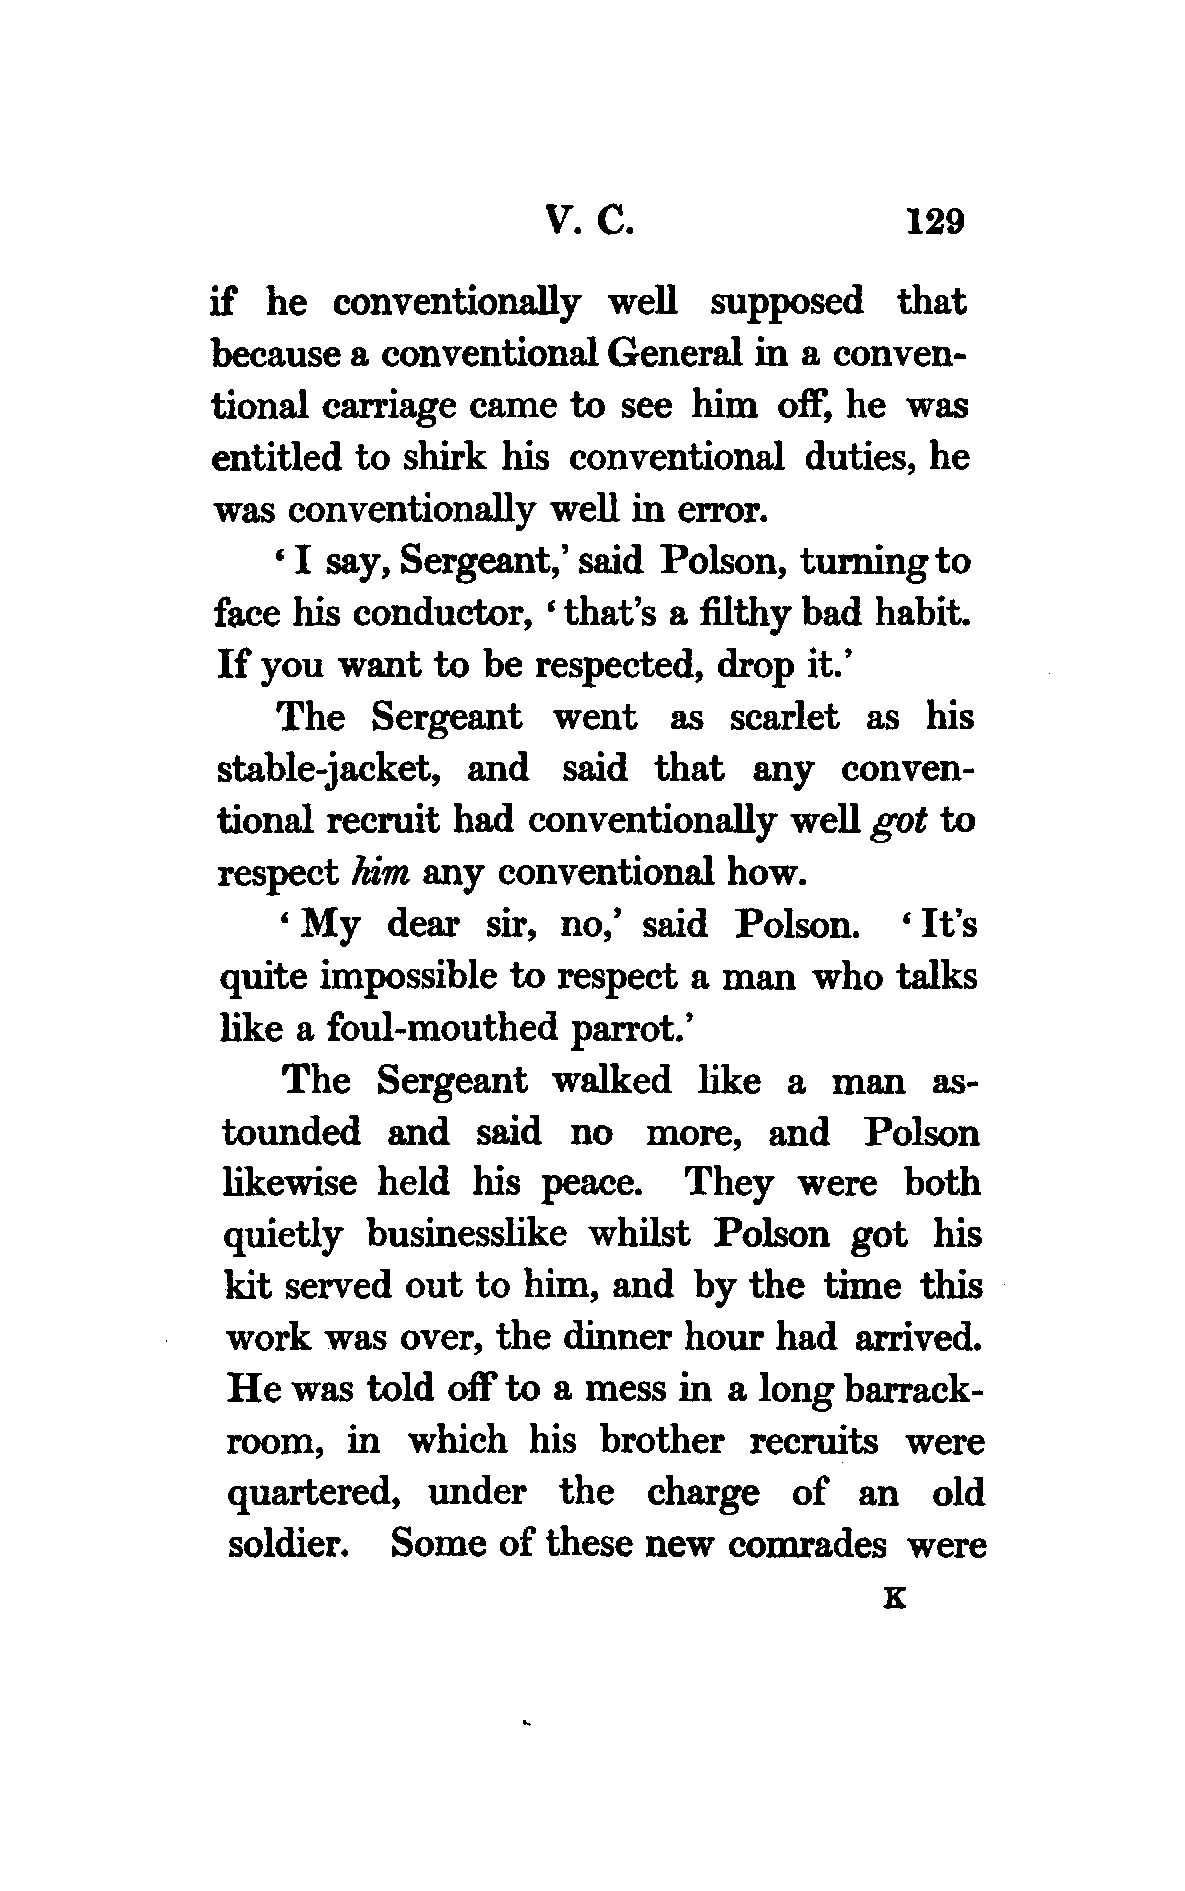 V. C. 129
if he conventionally well supposed that
because a conventional General in a conven-
tional carriage came to see him off, he was
entitled to shirk his conventional duties, he
was conventionally well in error.
‘ I say, Sergeant,’ said Polson, turning to
face his conductor, ‘ that’s a filthy bad habit.
If you want to be respected, drop it.’
The Sergeant went as scarlet as his
stable-jacket, and said that any conven-
tional recruit had conventionally well got to
respect him any conventional how.
‘ My dear sir, no,’ said Polson. ‘ It’s
quite impossible to respect a man who talks
like a foul-mouthed parrot.’
The Sergeant walked like a man as-
tounded and said no more, and Polson
likewise held his peace. They were both
quietly businesslike whilst Polson got his
kit served out to him, and by the time this
work was over, the dinner hour had arrived.
He was told off to a mess in a long barrack-
room, in which his brother recruits were
quartered, under the charge of an old
soldier. Some of these new comrades were
K